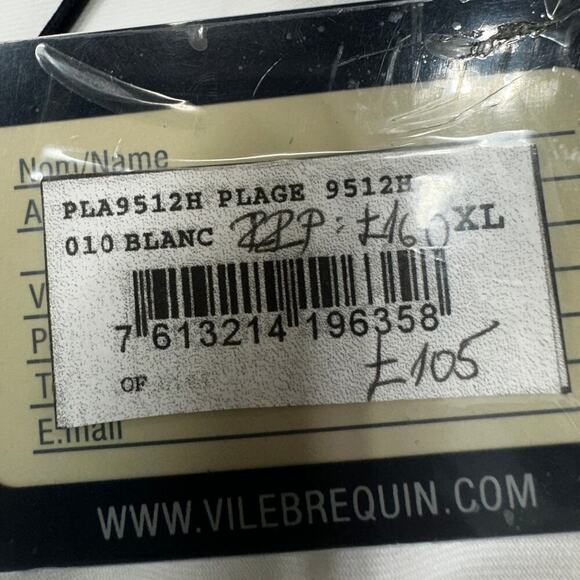 Nom/Name
A
PLA9512H PLAGE 9512H
010 BLANC RRP: £160 XL
V
P
7 613214 196358
T
OF
£105
E.mail
WWW.VILEBREQUIN.COM